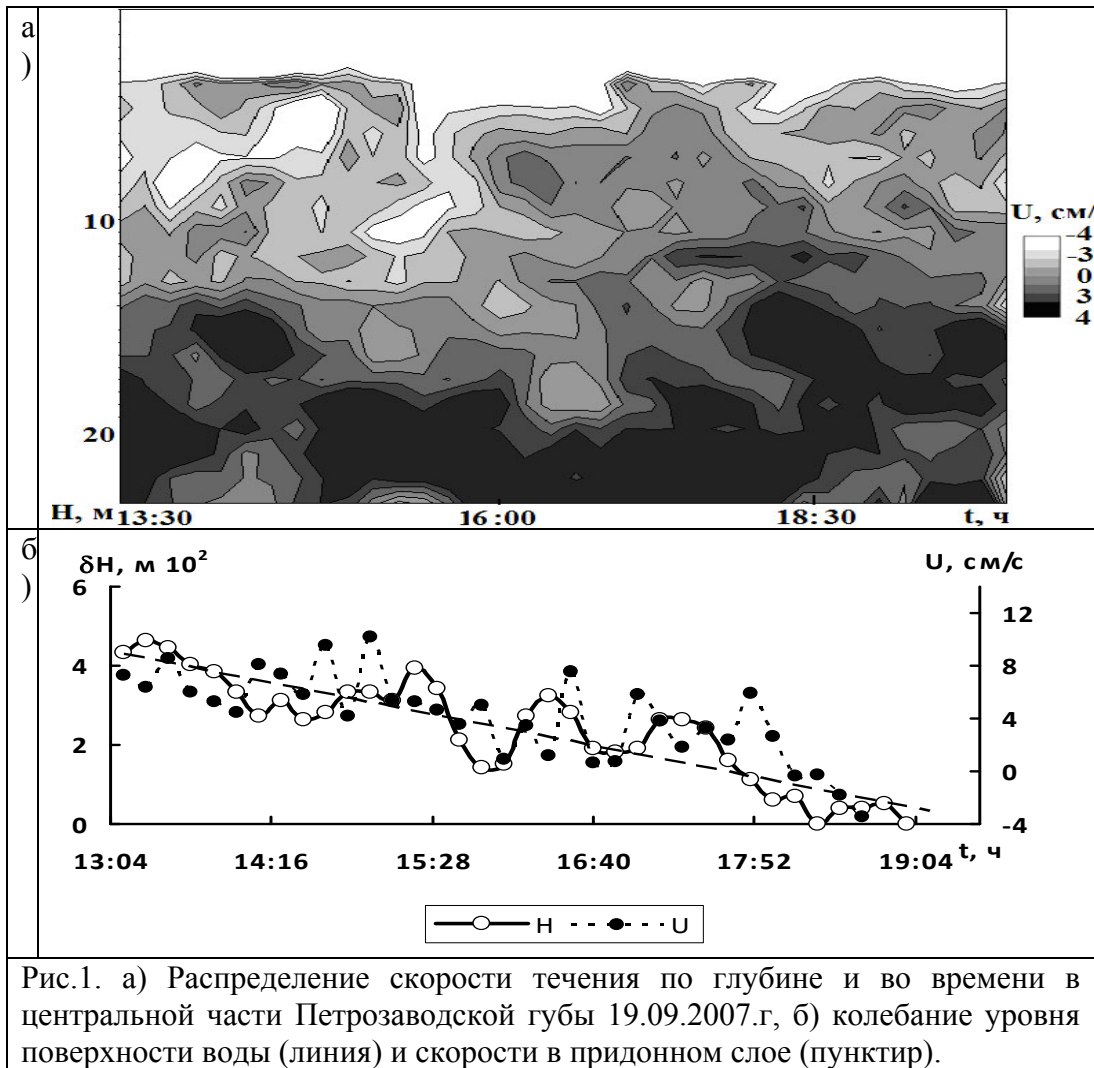 а
)
10
20
Н, м 13:30 16:00 18:30 t, ч
U, см/
-4
-3
0
3
4
б
)
δН, м 10²
U, см/с
6
4
2
0
12
8
4
0
-4
13:04 14:16 15:28 16:40 17:52 19:04 t, ч
Н U
Рис.1. а) Распределение скорости течения по глубине и во времени в
центральной части Петрозаводской губы 19.09.2007.г, б) колебание уровня
поверхности воды (линия) и скорости в придонном слое (пунктир).